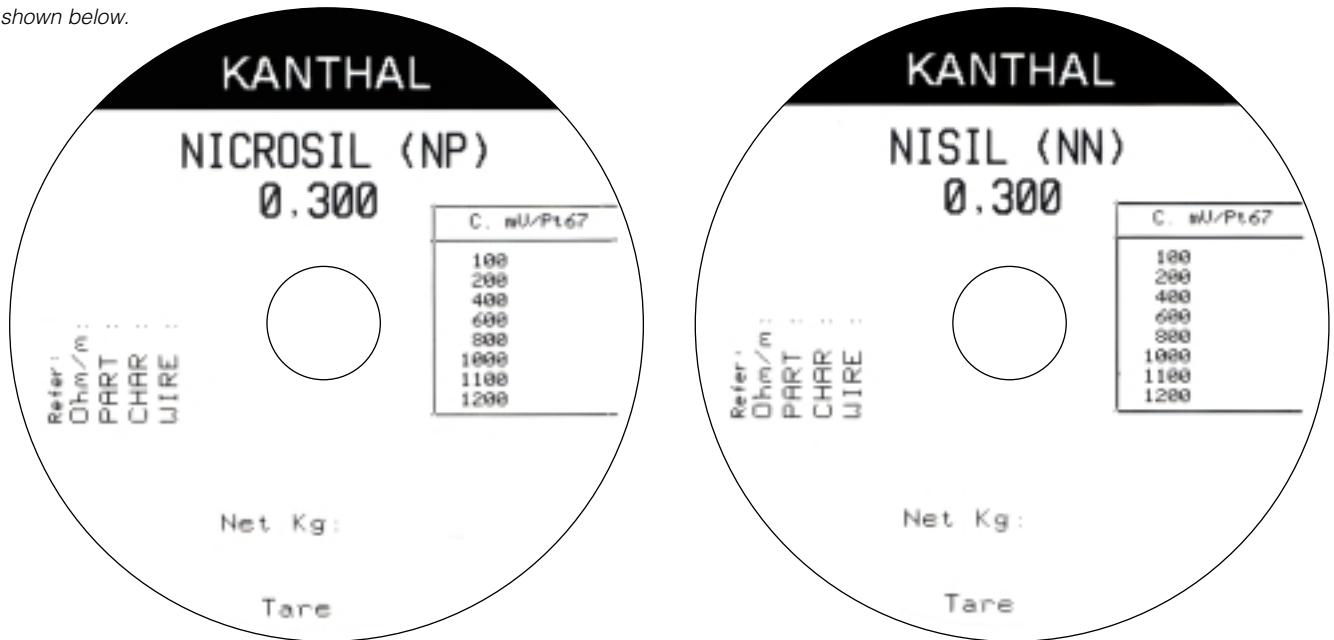 shown below.
KANTHAL
NICROSIL (NP)
0.300
C. mV/Pt67
100
200
400
600
800
1000
1100
1200
Refer:
Ohm/m :
PART :
CHAR :
WIRE :
Net Kg:
Tare
KANTHAL
NISIL (NN)
0.300
C. mV/Pt67
100
200
400
600
800
1000
1100
1200
Refer:
Ohm/m :
PART :
CHAR :
WIRE :
Net Kg:
Tare